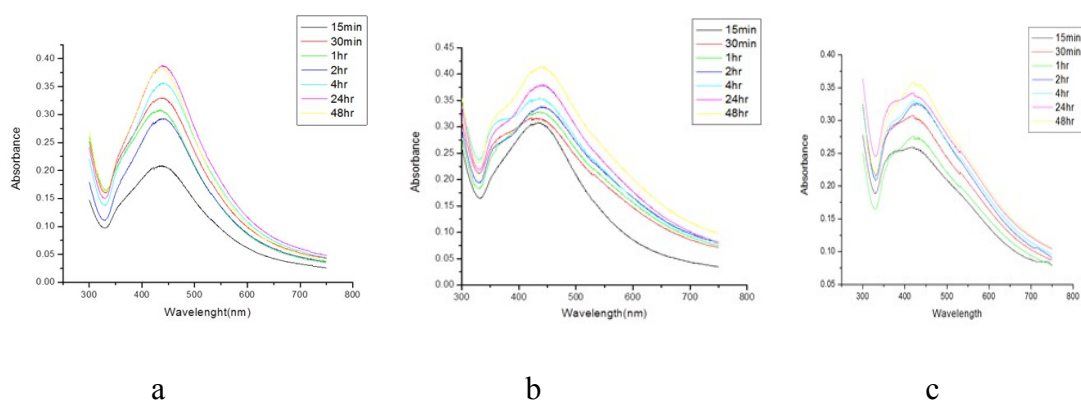 15min
30min
1hr
2hr
4hr
24hr
48hr
0.40
0.35
0.30
0.25
0.20
0.15
0.10
0.05
0.00
Absorbance
300
400
500
600
700
800
Wavelenght(nm)
a
15min
30min
1hr
2hr
4hr
24hr
48hr
0.45
0.40
0.35
0.30
0.25
0.20
0.15
0.10
0.05
0.00
Absorbance
300
400
500
600
700
800
Wavelength(nm)
b
15min
30min
1hr
2hr
4hr
24hr
48hr
0.40
0.35
0.30
0.25
0.20
0.15
0.10
0.05
Absorbance
300
400
500
600
700
800
Wavelength
c